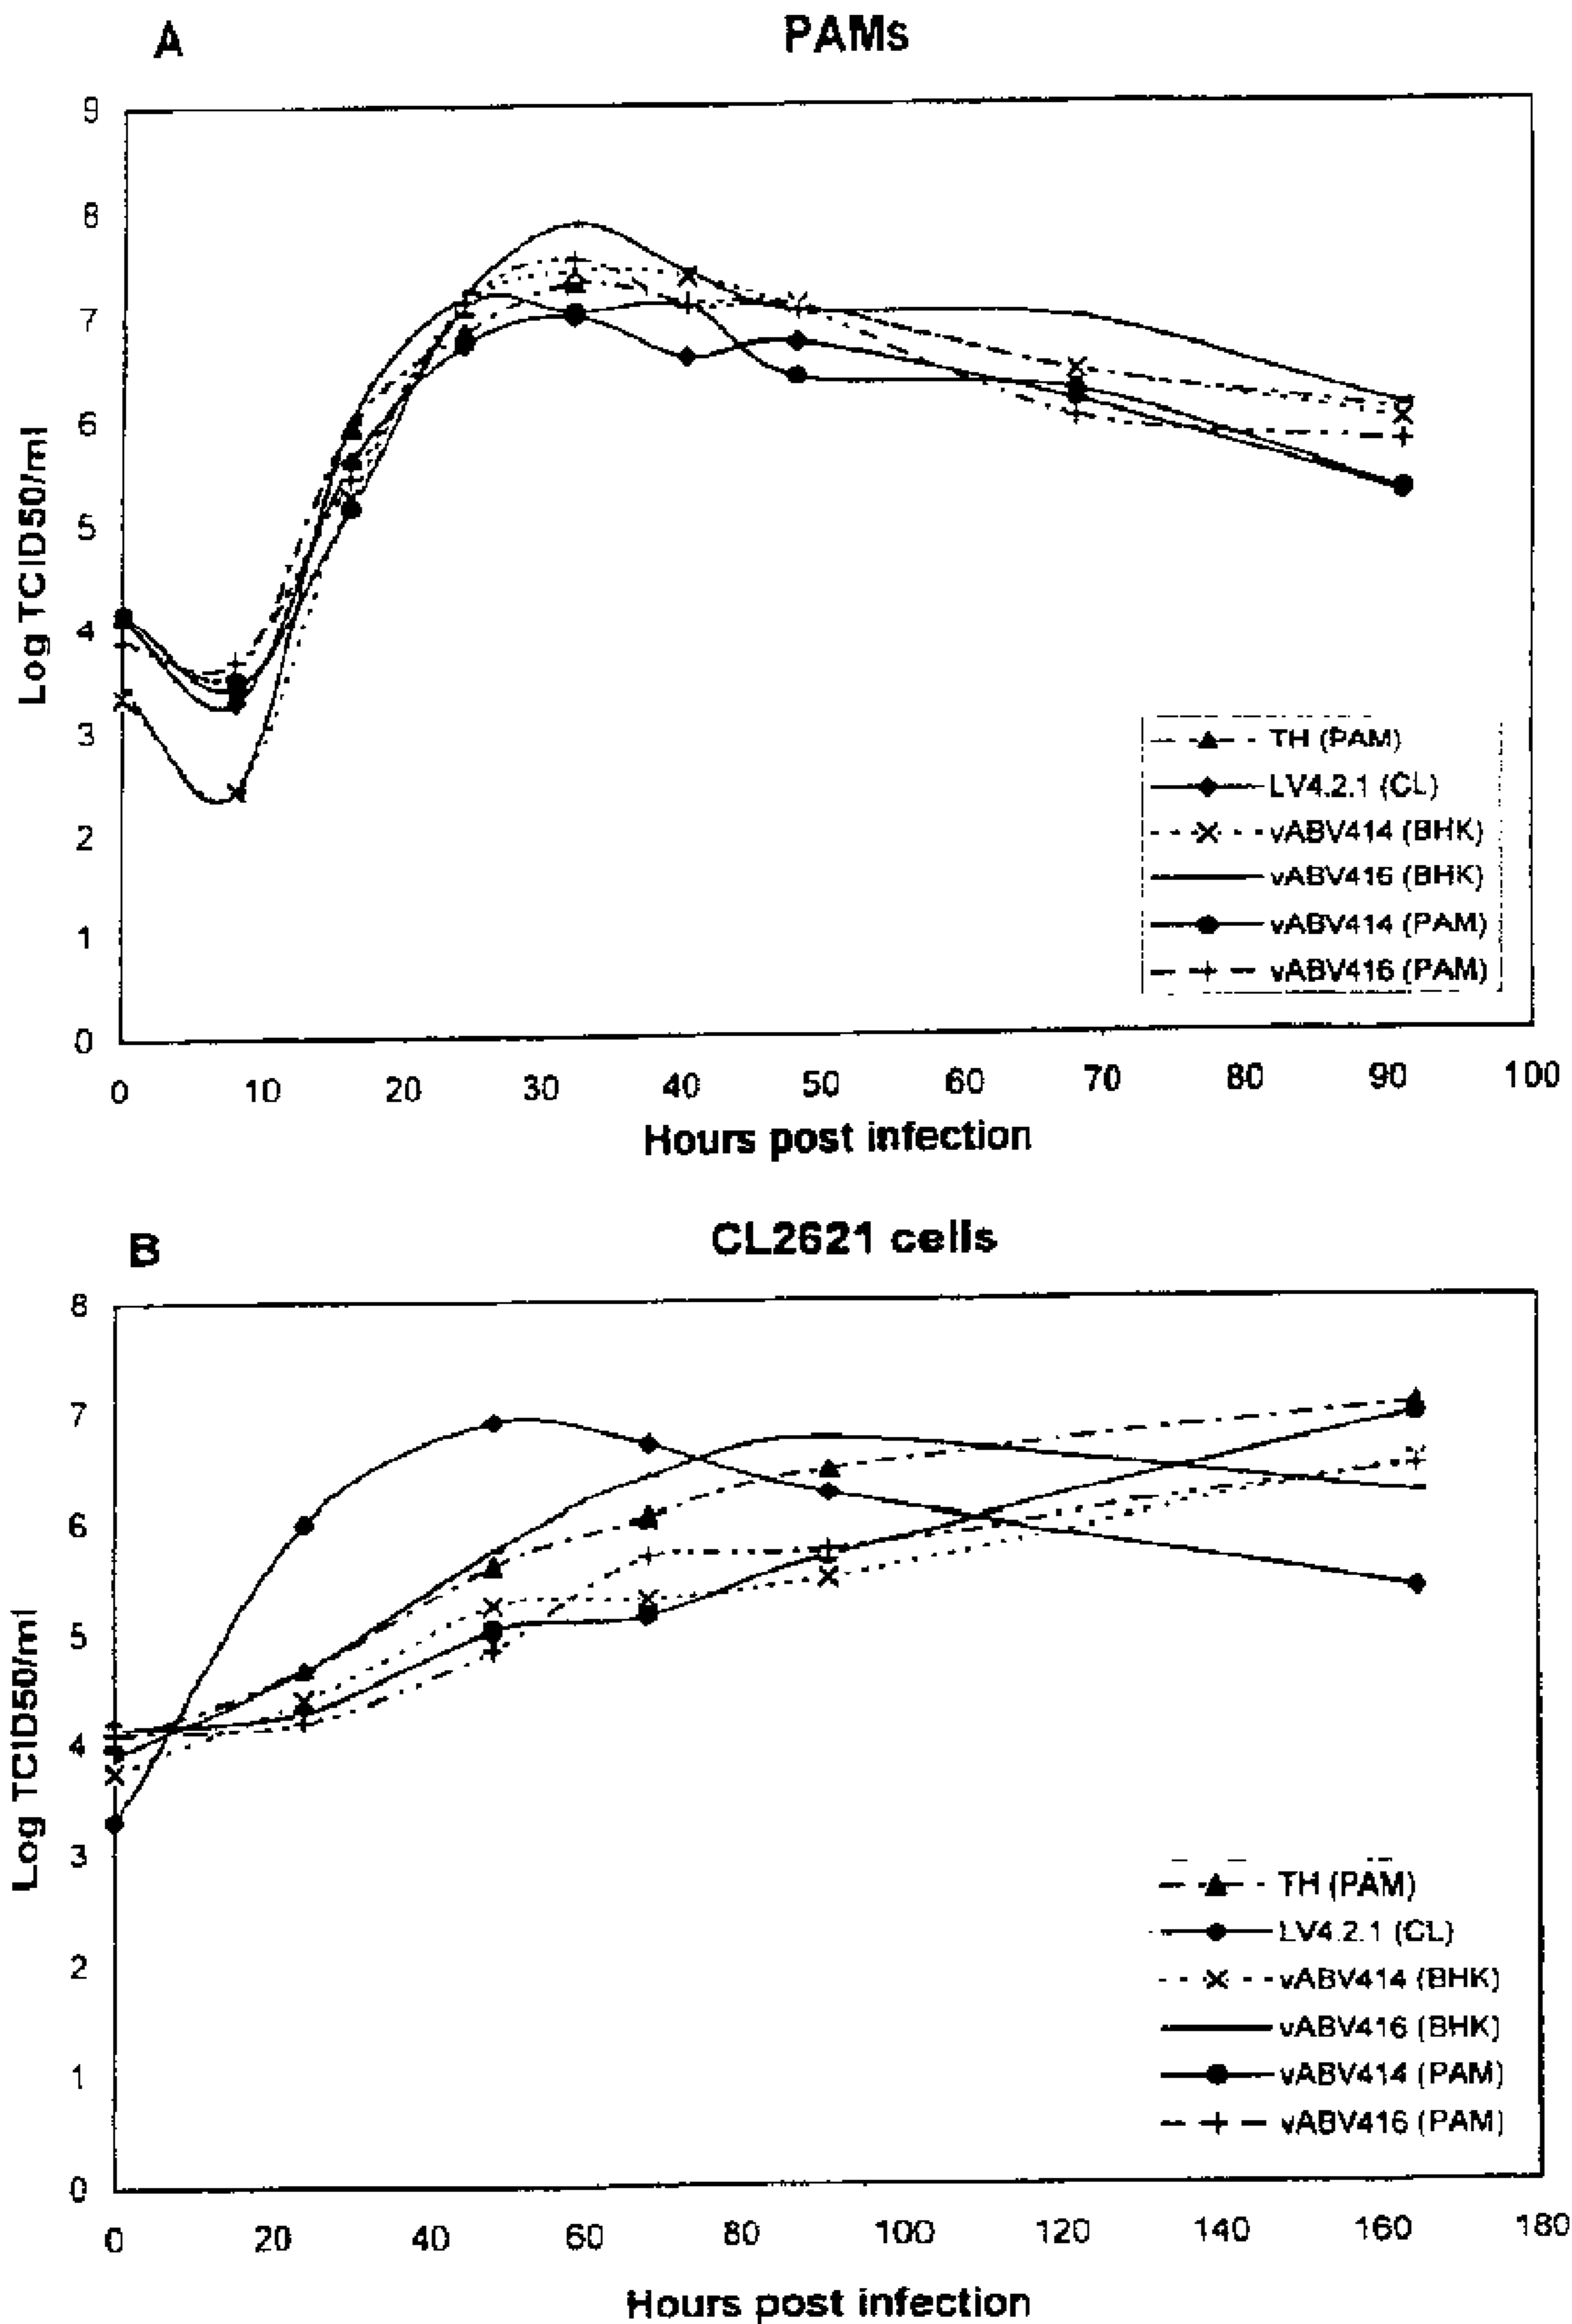 A
PAMs
9
8
7
6
5
4
3
2
1
0
Log TCID50/ml
TH (PAM)
LV4.2.1 (CL)
vABV414 (BHK)
vABV416 (BHK)
vABV414 (PAM)
vABV416 (PAM)
0 10 20 30 40 50 60 70 80 90 100
Hours post infection
B
CL2621 cells
8
7
6
5
4
3
2
1
0
Log TCID50/ml
TH (PAM)
LV4.2.1 (CL)
vABV414 (BHK)
vABV416 (BHK)
vABV414 (PAM)
vABV416 (PAM)
0 20 40 60 80 100 120 140 160 180
Hours post infection